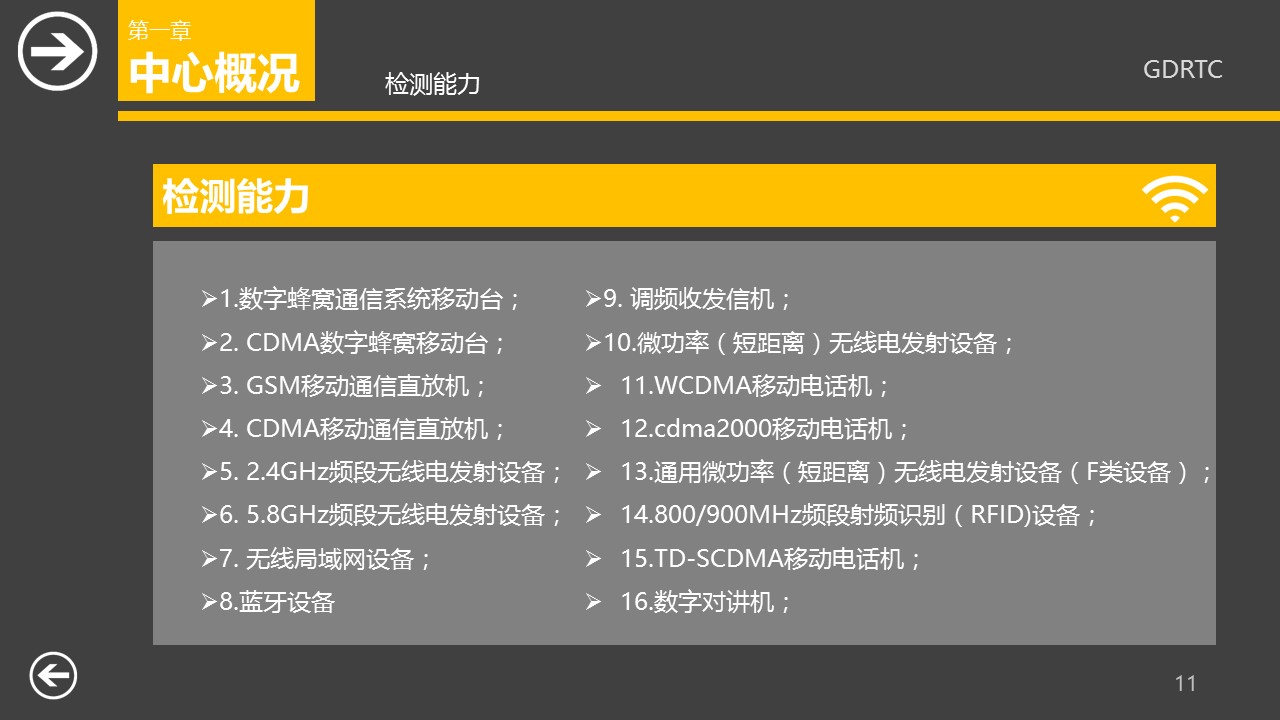 第一章
中心概况
检测能力
GDRTC
检测能力
➢1.数字蜂窝通信系统移动台；
➢2. CDMA数字蜂窝移动台；
➢3. GSM移动通信直放机；
➢4. CDMA移动通信直放机；
➢5. 2.4GHz频段无线电发射设备；
➢6. 5.8GHz频段无线电发射设备；
➢7. 无线局域网设备；
➢8.蓝牙设备
➢9. 调频收发信机；
➢10.微功率（短距离）无线电发射设备；
➢ 11.WCDMA移动电话机；
➢ 12.cdma2000移动电话机；
➢ 13.通用微功率（短距离）无线电发射设备（F类设备）；
➢ 14.800/900MHz频段射频识别（RFID)设备；
➢ 15.TD-SCDMA移动电话机；
➢ 16.数字对讲机；
11